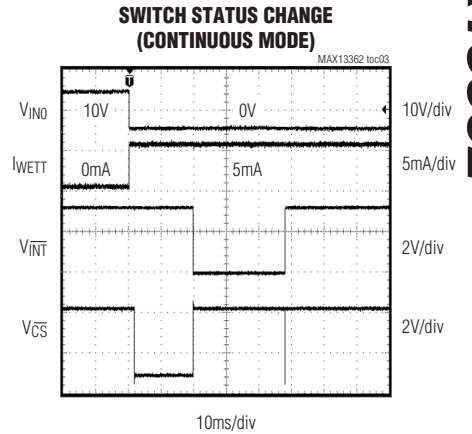 SWITCH STATUS CHANGE
(CONTINUOUS MODE)
MAX13362 toc03
T
VIN0 10V 0V 10V/div
IWETT 0mA 5mA 5mA/div
VINT 2V/div
VCS 2V/div
10ms/div